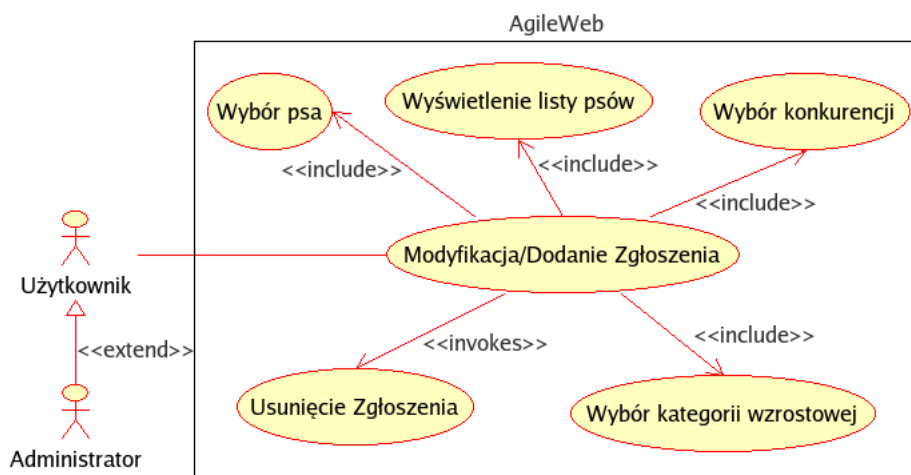 AgileWeb
Wybór psa
Wyświetlenie listy psów
Wybór konkurencji
<<include>>
<<include>>
<<include>>
Modyfikacja/Dodanie Zgłoszenia
Użytkownik
<<extend>>
<<invokes>>
<<include>>
Usunięcie Zgłoszenia
Wybór kategorii wzrostowej
Administrator